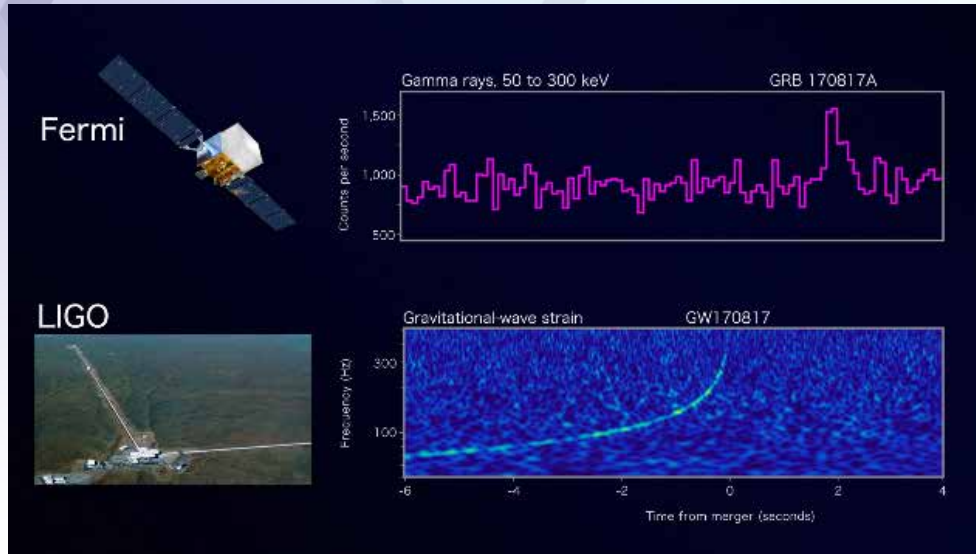 Fermi
Gamma rays, 50 to 300 keV
GRB 170817A
Counts per second
1,500
1,000
500
LIGO
Gravitational-wave strain
GW170817
Frequency (Hz)
300
100
-6
-4
-2
0
2
4
Time from merger (seconds)